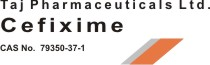 Taj Pharmaceuticals Ltd.
Cefixime
CAS No. 79350-37-1